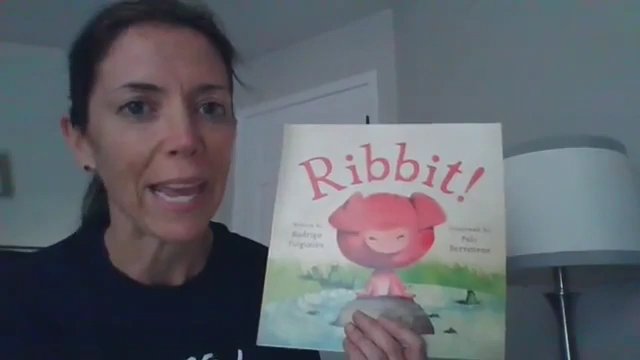 Ribbit!
Written by
Rodrigo
Folgueira
Illustrated by
Poly
Bernatene